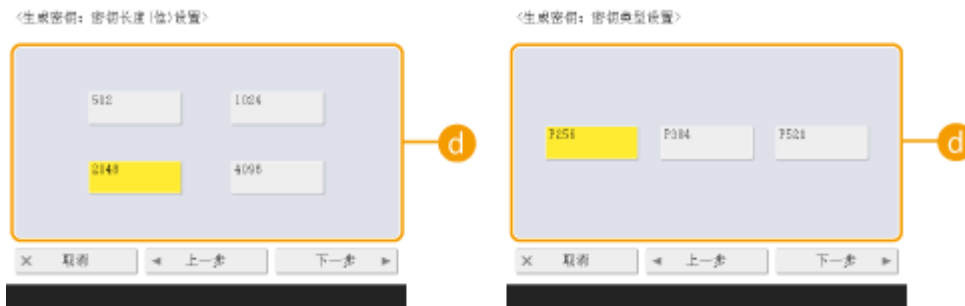 <生成密钥：密钥长度(位)设置>
512
1024
2048
4096
d
× 取消
◀ 上一步
下一步 ▶
<生成密钥：密钥类型设置>
P256
P384
P521
d
× 取消
◀ 上一步
下一步 ▶